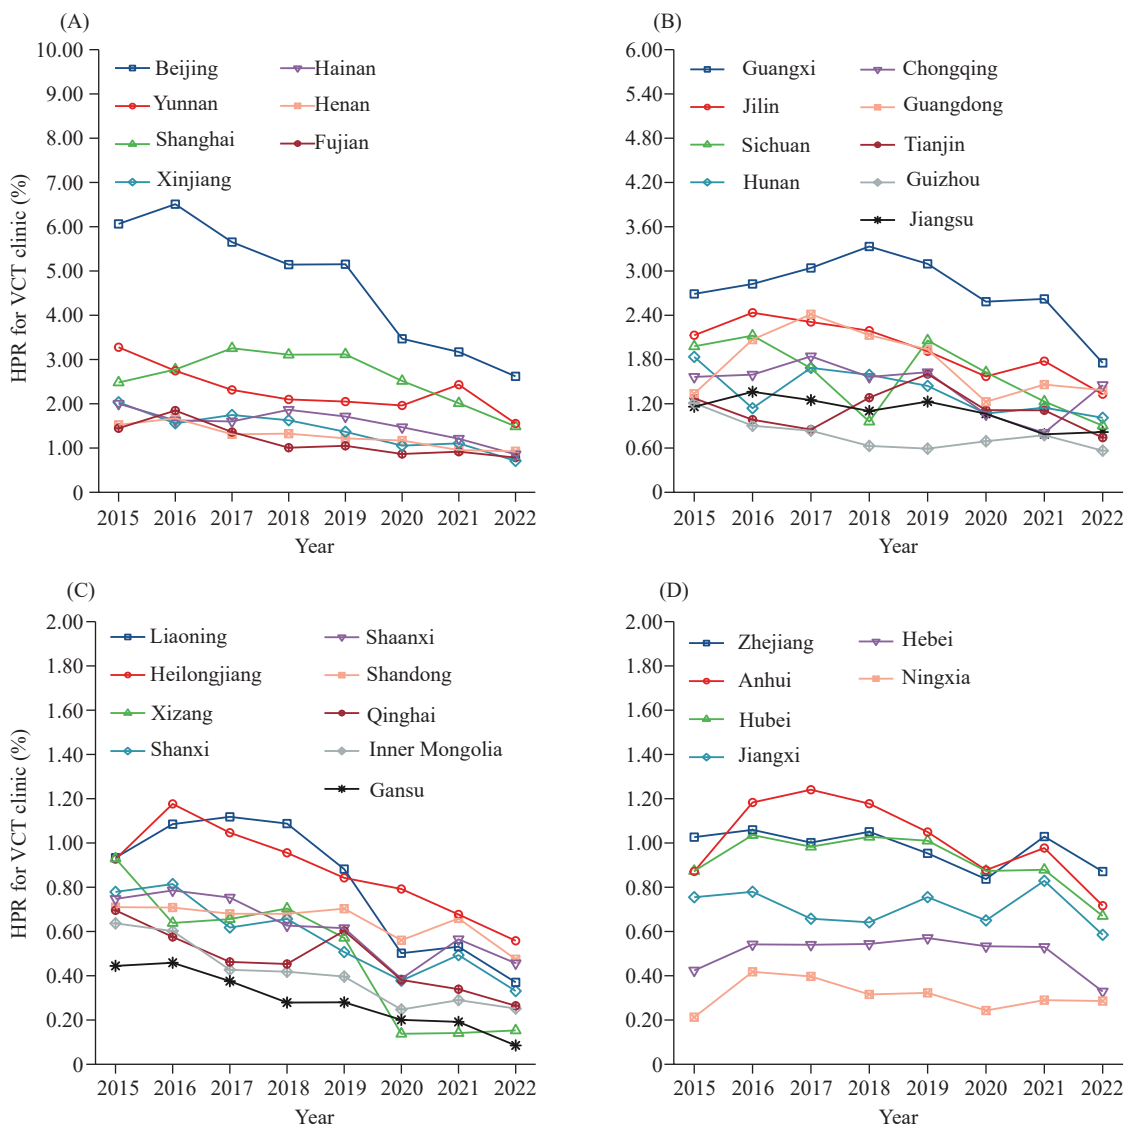 (A)
HPR for VCT clinic (%)
10.00
9.00
8.00
7.00
6.00
5.00
4.00
3.00
2.00
1.00
0
Beijing
Yunnan
Shanghai
Xinjiang
Hainan
Henan
Fujian
2015 2016 2017 2018 2019 2020 2021 2022
Year
(B)
6.00
5.40
4.80
4.20
3.60
3.00
2.40
1.80
1.20
0.60
0
Guangxi
Jilin
Sichuan
Hunan
Chongqing
Guangdong
Tianjin
Guizhou
Jiangsu
2015 2016 2017 2018 2019 2020 2021 2022
Year
(C)
HPR for VCT clinic (%)
2.00
1.80
1.60
1.40
1.20
1.00
0.80
0.60
0.40
0.20
0
Liaoning
Heilongjiang
Xizang
Shanxi
Shaanxi
Shandong
Qinghai
Inner Mongolia
Gansu
2015 2016 2017 2018 2019 2020 2021 2022
Year
(D)
2.00
1.80
1.60
1.40
1.20
1.00
0.80
0.60
0.40
0.20
0
Zhejiang
Anhui
Hubei
Jiangxi
Hebei
Ningxia
2015 2016 2017 2018 2019 2020 2021 2022
Year